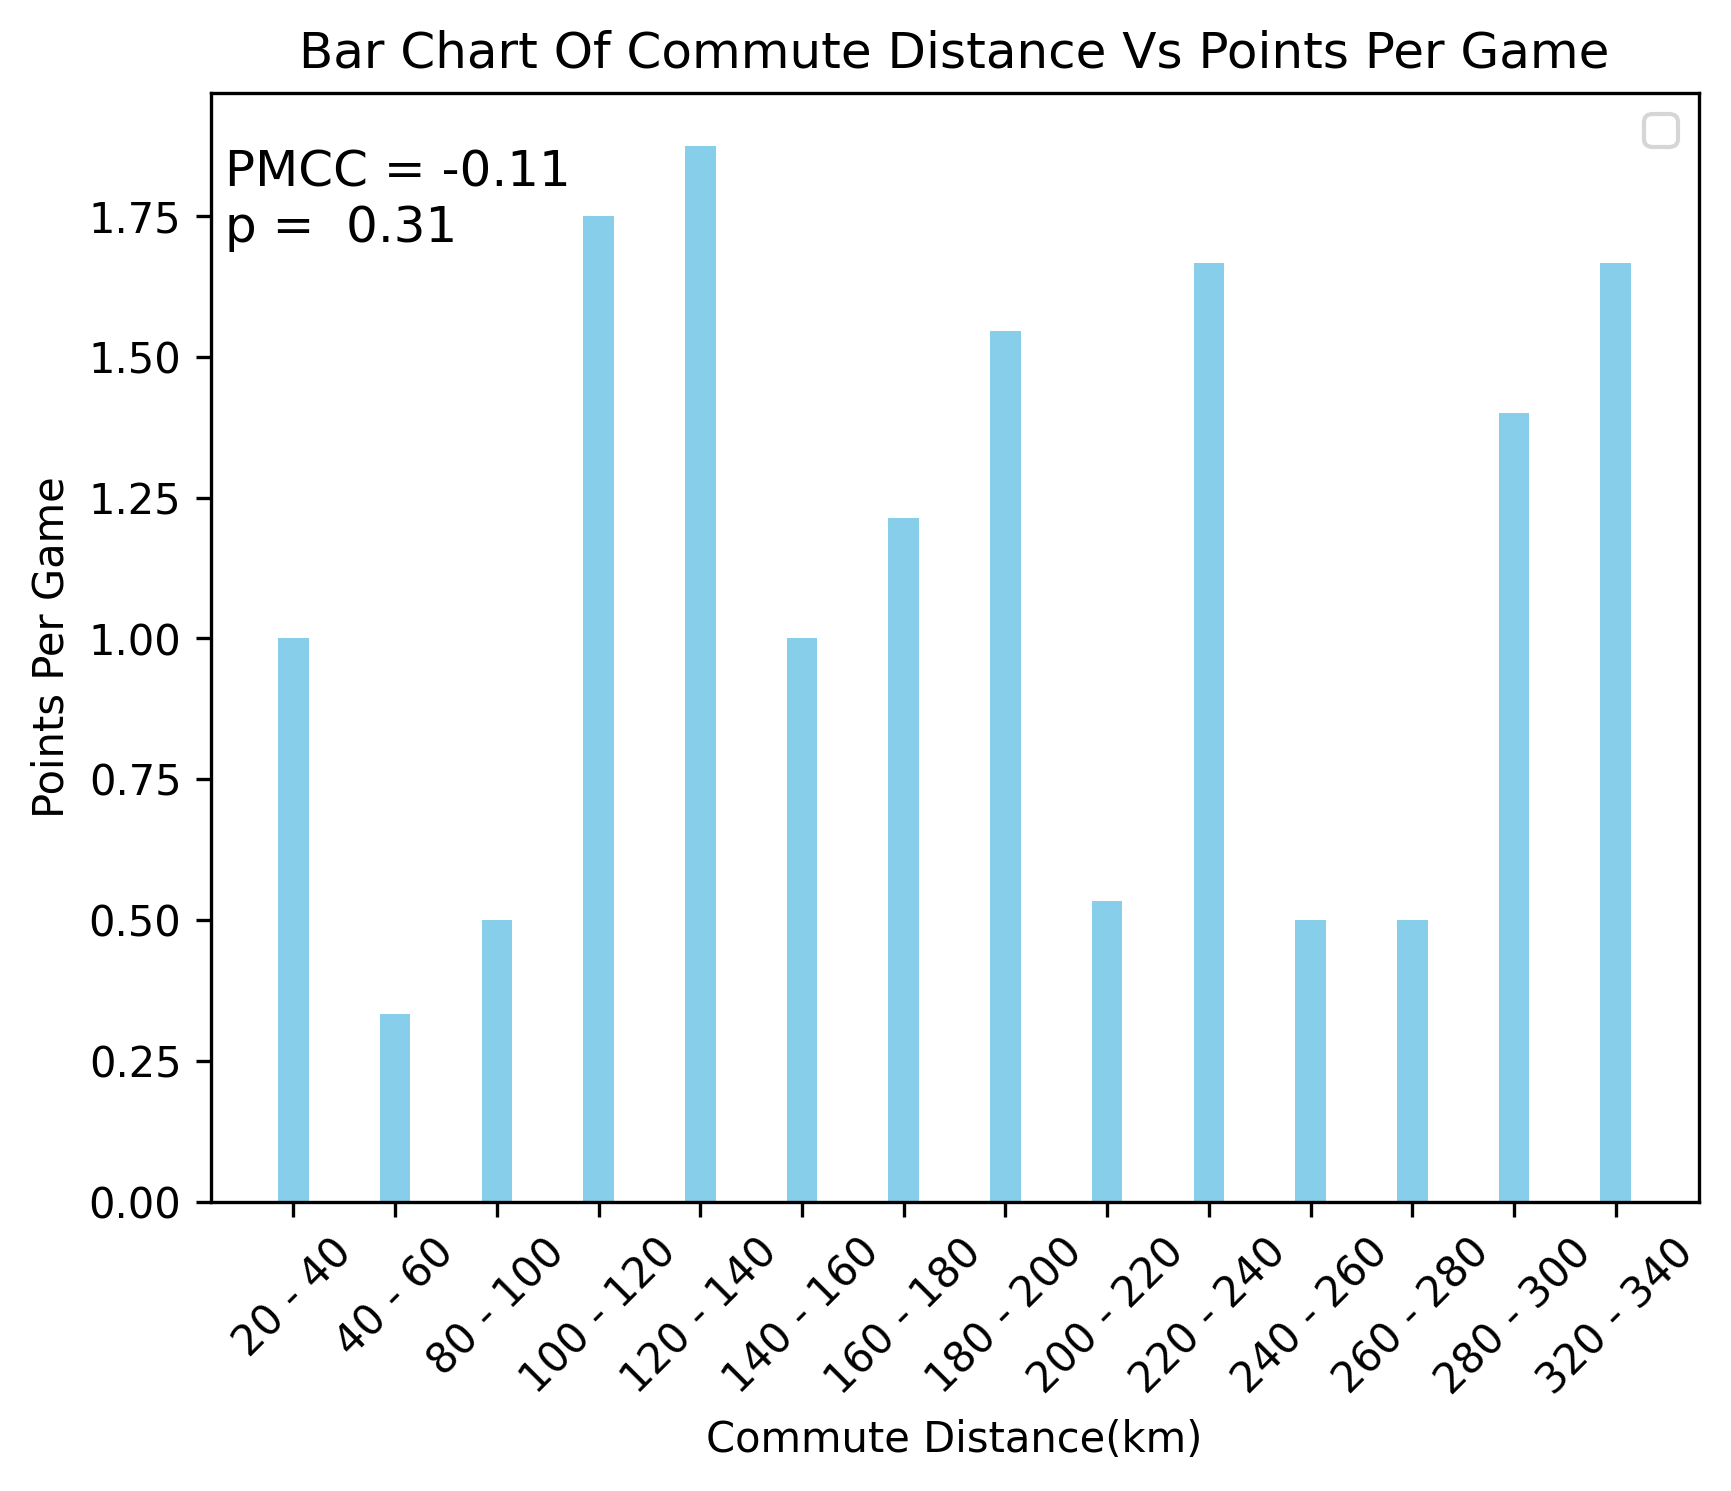 Bar Chart Of Commute Distance Vs Points Per Game
PMCC = -0.11
p =  0.31
1.75
1.50
1.25
1.00
0.75
0.50
0.25
0.00
Points Per Game
20 - 40
40 - 60
80 - 100
100 - 120
120 - 140
140 - 160
160 - 180
180 - 200
200 - 220
220 - 240
240 - 260
260 - 280
280 - 300
320 - 340
Commute Distance(km)